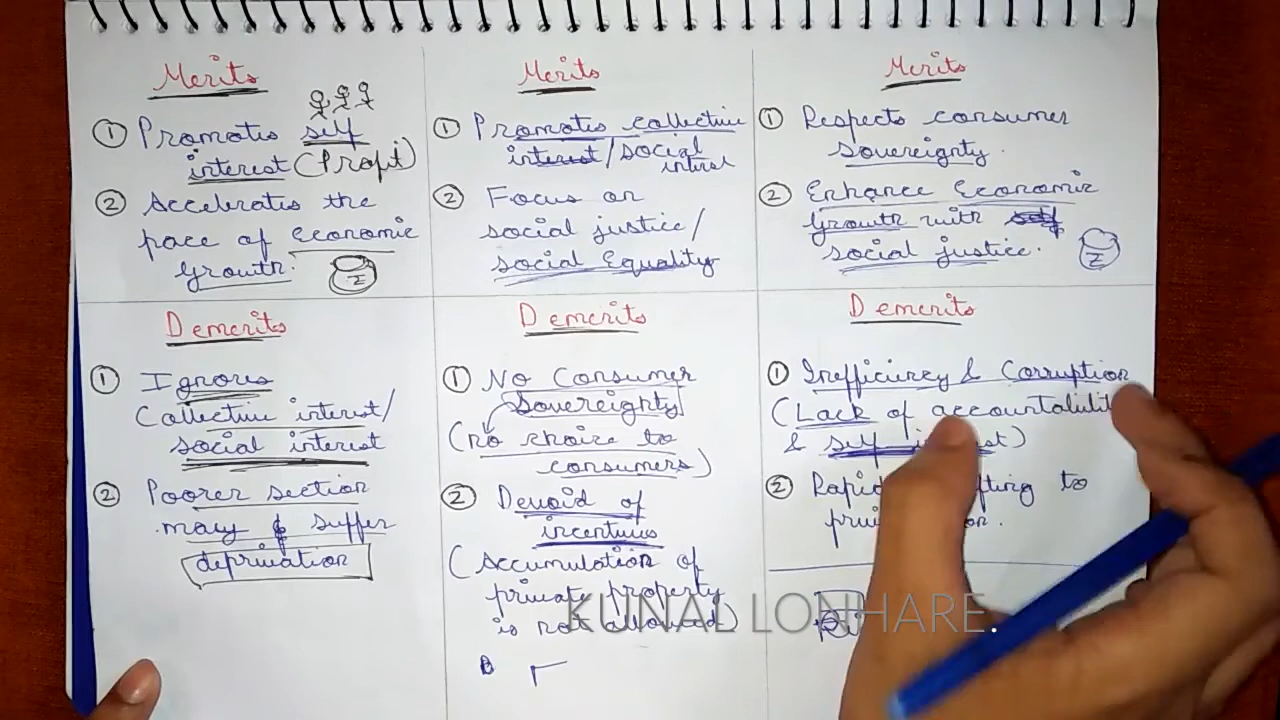 Merits
① Promotes self
interest (Profit)
② Accelerates the
pace of Economic
Growth.
Merits
① Promotes collective
interest/social
interest
② Focus on
social justice/
social Equality
Merits
① Respects consumer
sovereignty.
② Enhance Economic
Growth with
social justice.
Demerits
① Ignores
Collective interest/
social interest
② Poorer section
may suffer
deprivation
Demerits
① No Consumer
Sovereignty
(no choice to
consumers)
② Devoid of
incentives
(Accumulation of
private property
is not allowed)
Demerits
① Inefficiency & Corruption
(Lack of
& self
② to
KUNAL LONHARE.